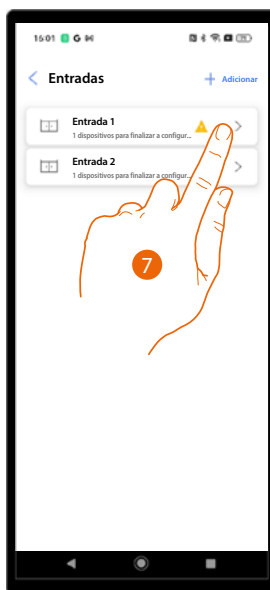 15:01
Entradas
Adicionar
Entrada 1
1 dispositivos para finalizar a configur...
Entrada 2
1 dispositivos para finalizar a configur...
7